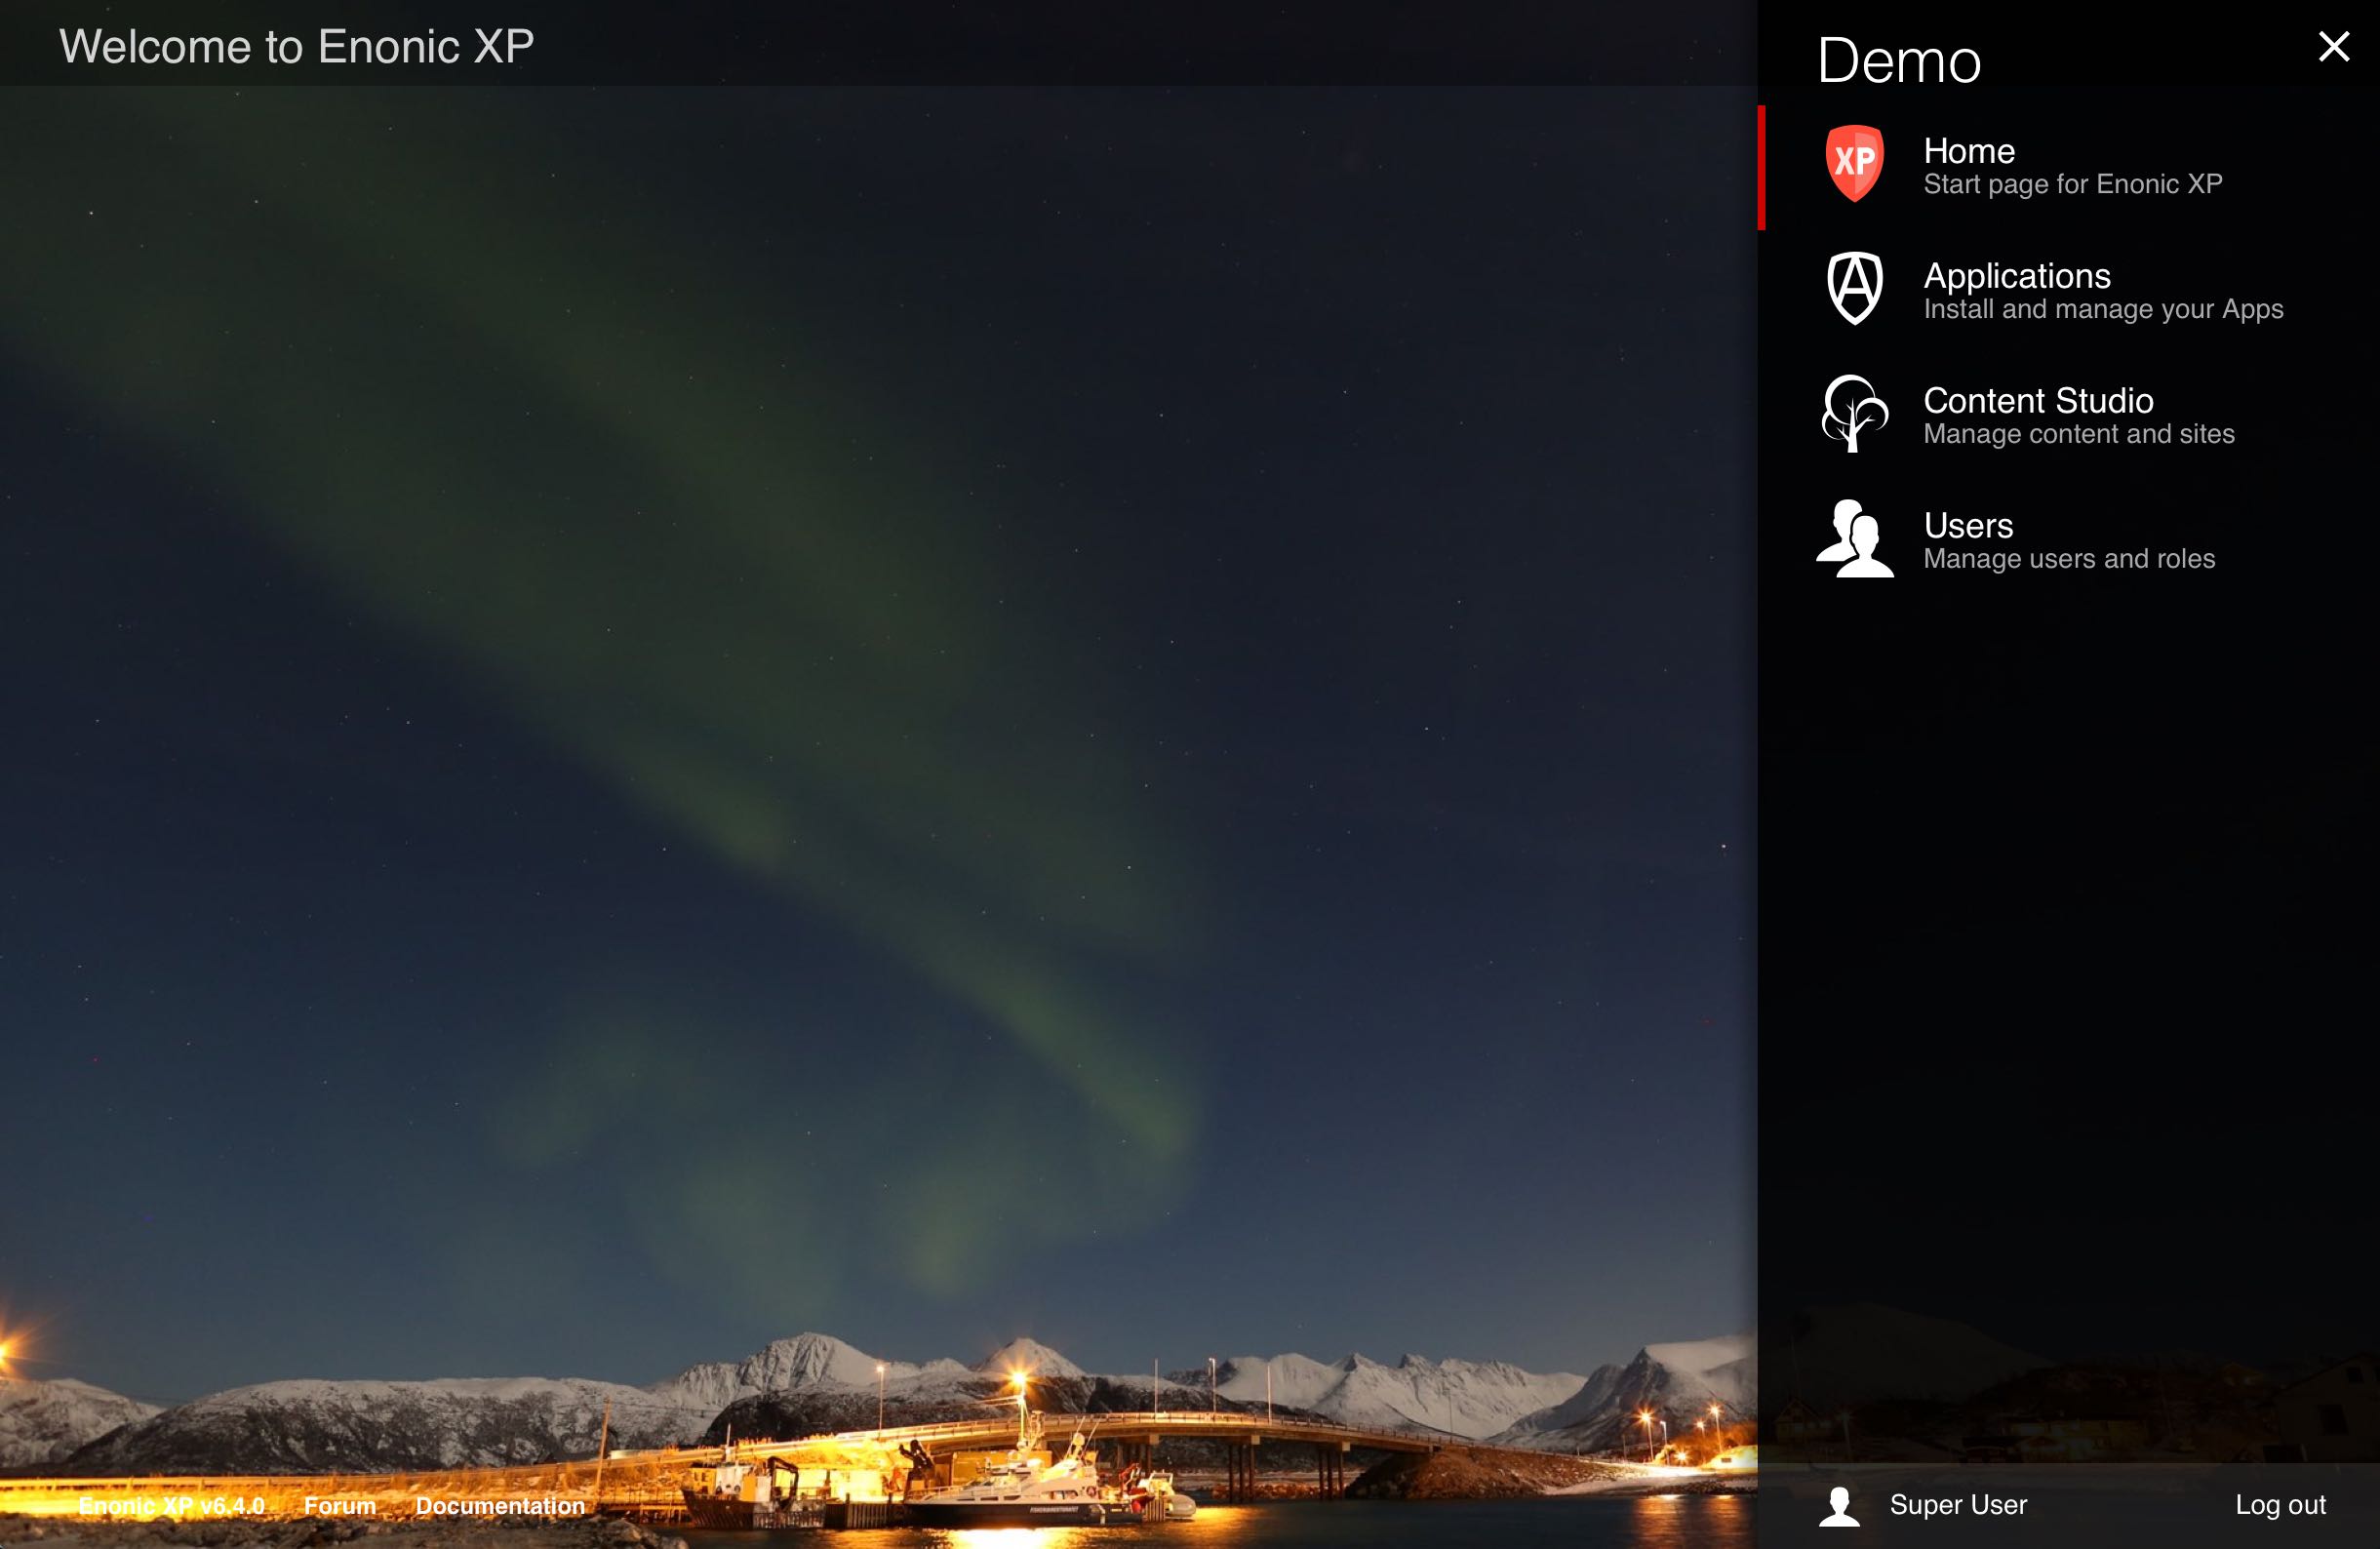 Welcome to Enonic XP
Demo
XP
Home
Start page for Enonic XP
Applications
Install and manage your Apps
Content Studio
Manage content and sites
Users
Manage users and roles
Enonic XP v6.4.0 Forum Documentation
Super User Log out